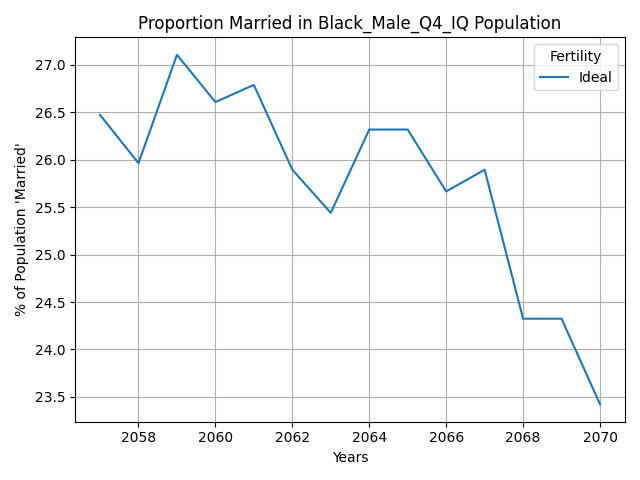 Proportion Married in Black_Male_Q4_IQ Population
Fertility
Ideal
% of Population 'Married'
27.0
26.5
26.0
25.5
25.0
24.5
24.0
23.5
2058 2060 2062 2064 2066 2068 2070
Years